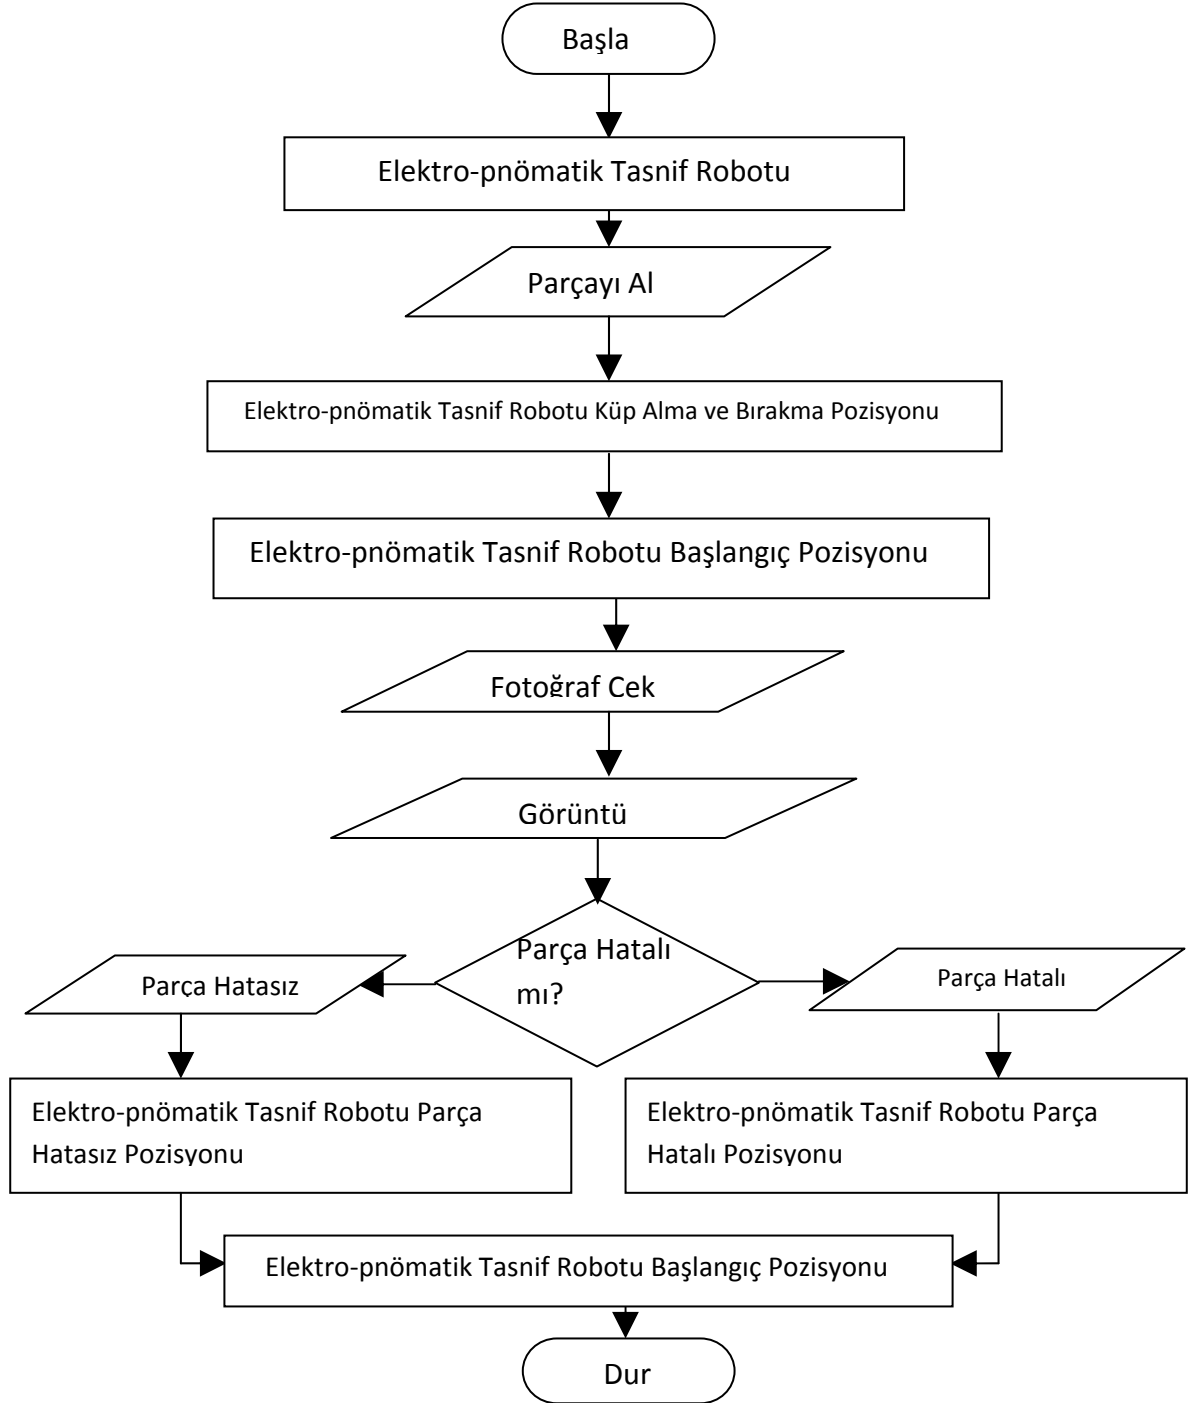 Başla
Elektro-pnömatik Tasnif Robotu
Parçayı Al
Elektro-pnömatik Tasnif Robotu Küp Alma ve Bırakma Pozisyonu
Elektro-pnömatik Tasnif Robotu Başlangıç Pozisyonu
Fotoğraf Çek
Görüntü
Parça Hatalı
mı?
Parça Hatasız
Parça Hatalı
Elektro-pnömatik Tasnif Robotu Parça
Hatasız Pozisyonu
Elektro-pnömatik Tasnif Robotu Parça
Hatalı Pozisyonu
Elektro-pnömatik Tasnif Robotu Başlangıç Pozisyonu
Dur